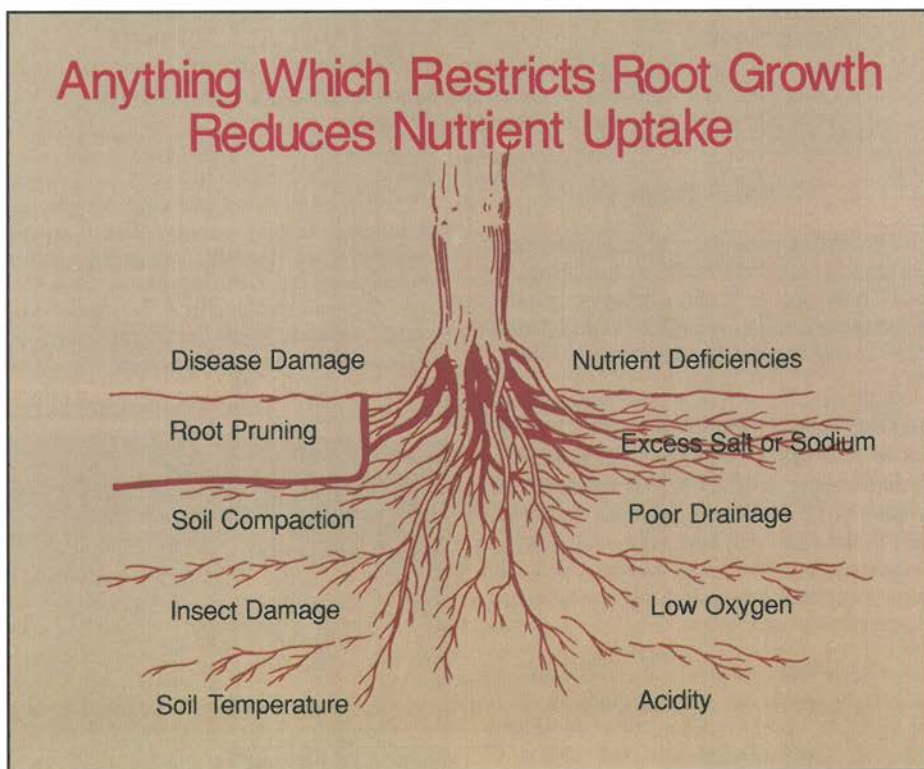 Anything Which Restricts Root Growth
Reduces Nutrient Uptake
Disease Damage
Nutrient Deficiencies
Root Pruning
Excess Salt or Sodium
Soil Compaction
Poor Drainage
Insect Damage
Low Oxygen
Soil Temperature
Acidity